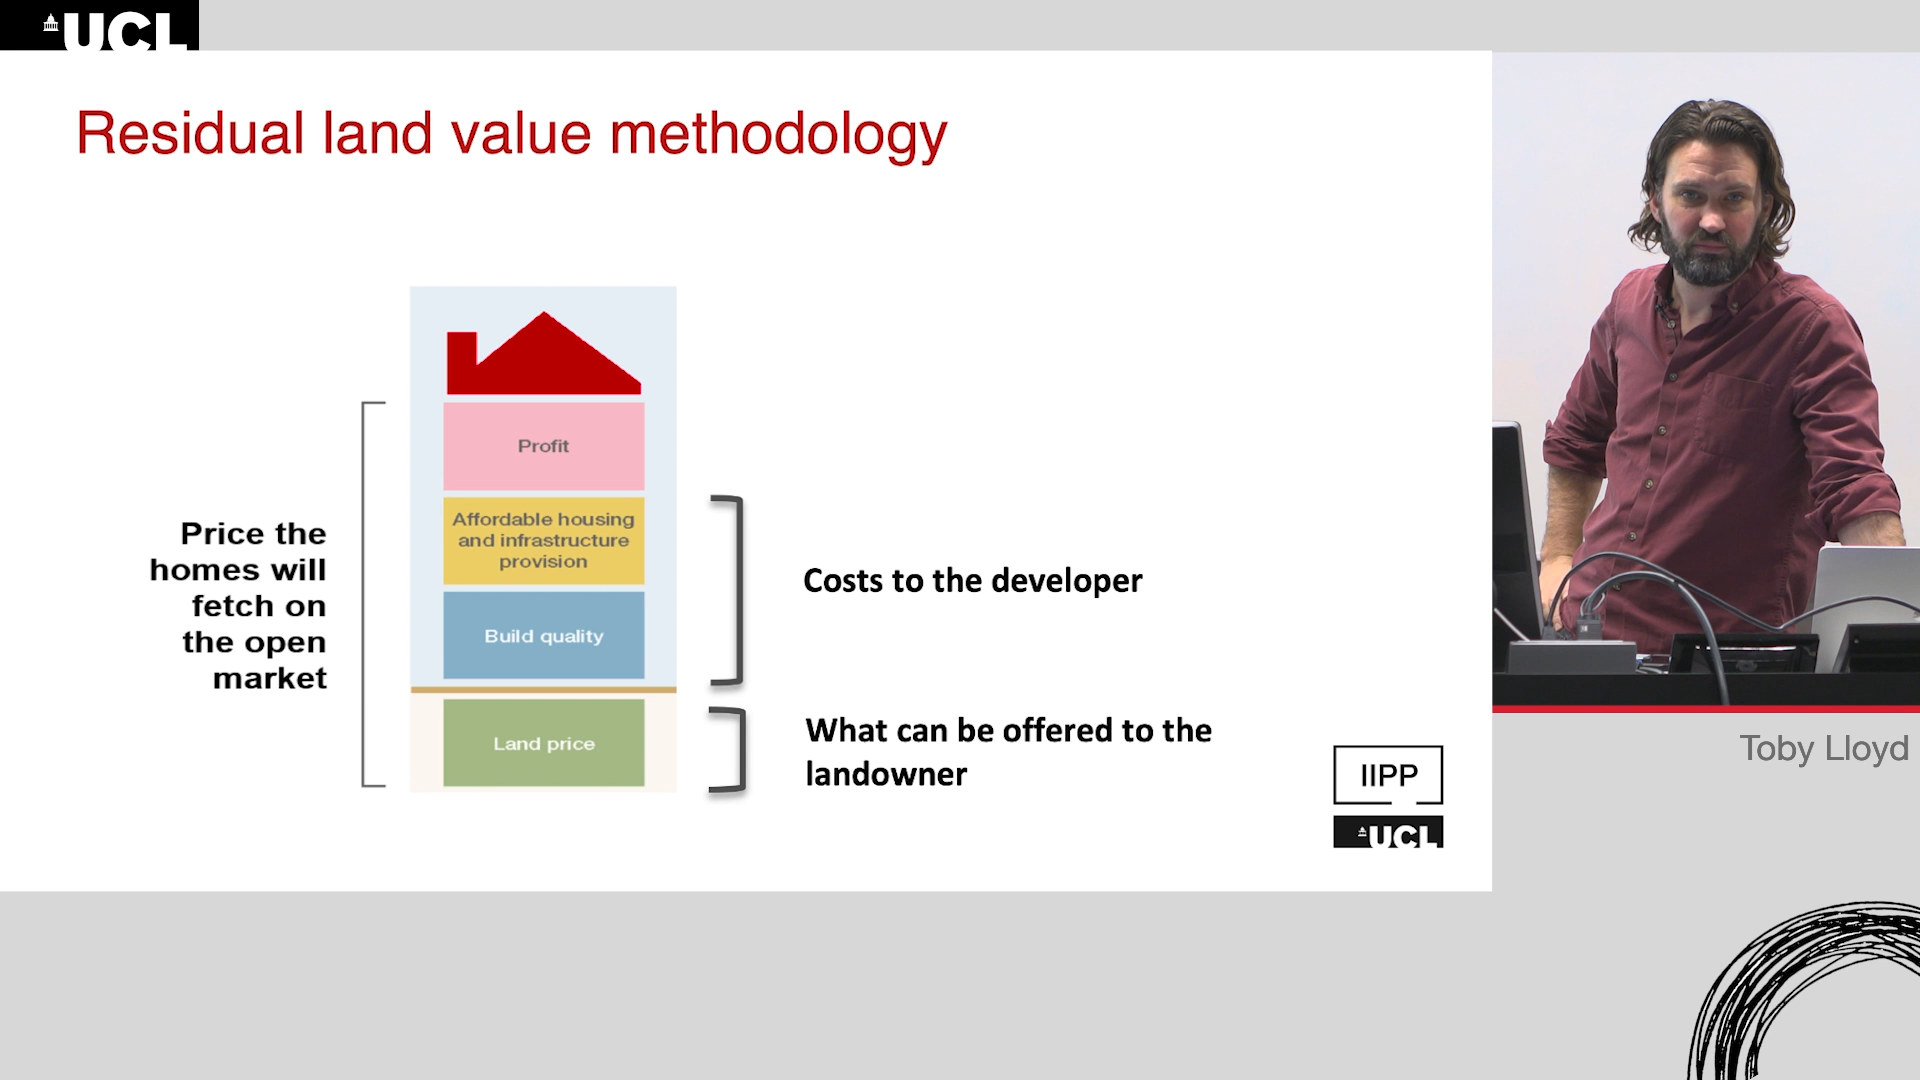 UCL
Residual land value methodology
Profit
Affordable housing
and infrastructure
provision
Build quality
Land price
Price the
homes will
fetch on
the open
market
Costs to the developer
What can be offered to the
landowner
IIPP
UCL
Toby Lloyd